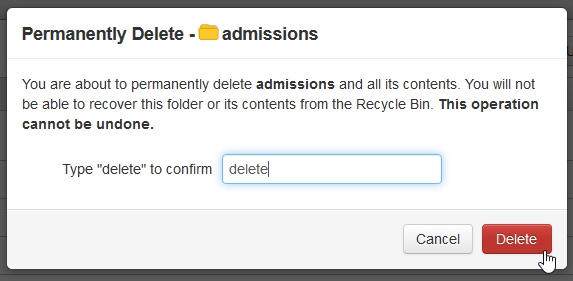 Permanently Delete - admissions
You are about to permanently delete admissions and all its contents. You will not
be able to recover this folder or its contents from the Recycle Bin. This operation
cannot be undone.
Type "delete" to confirm delete
Cancel Delete